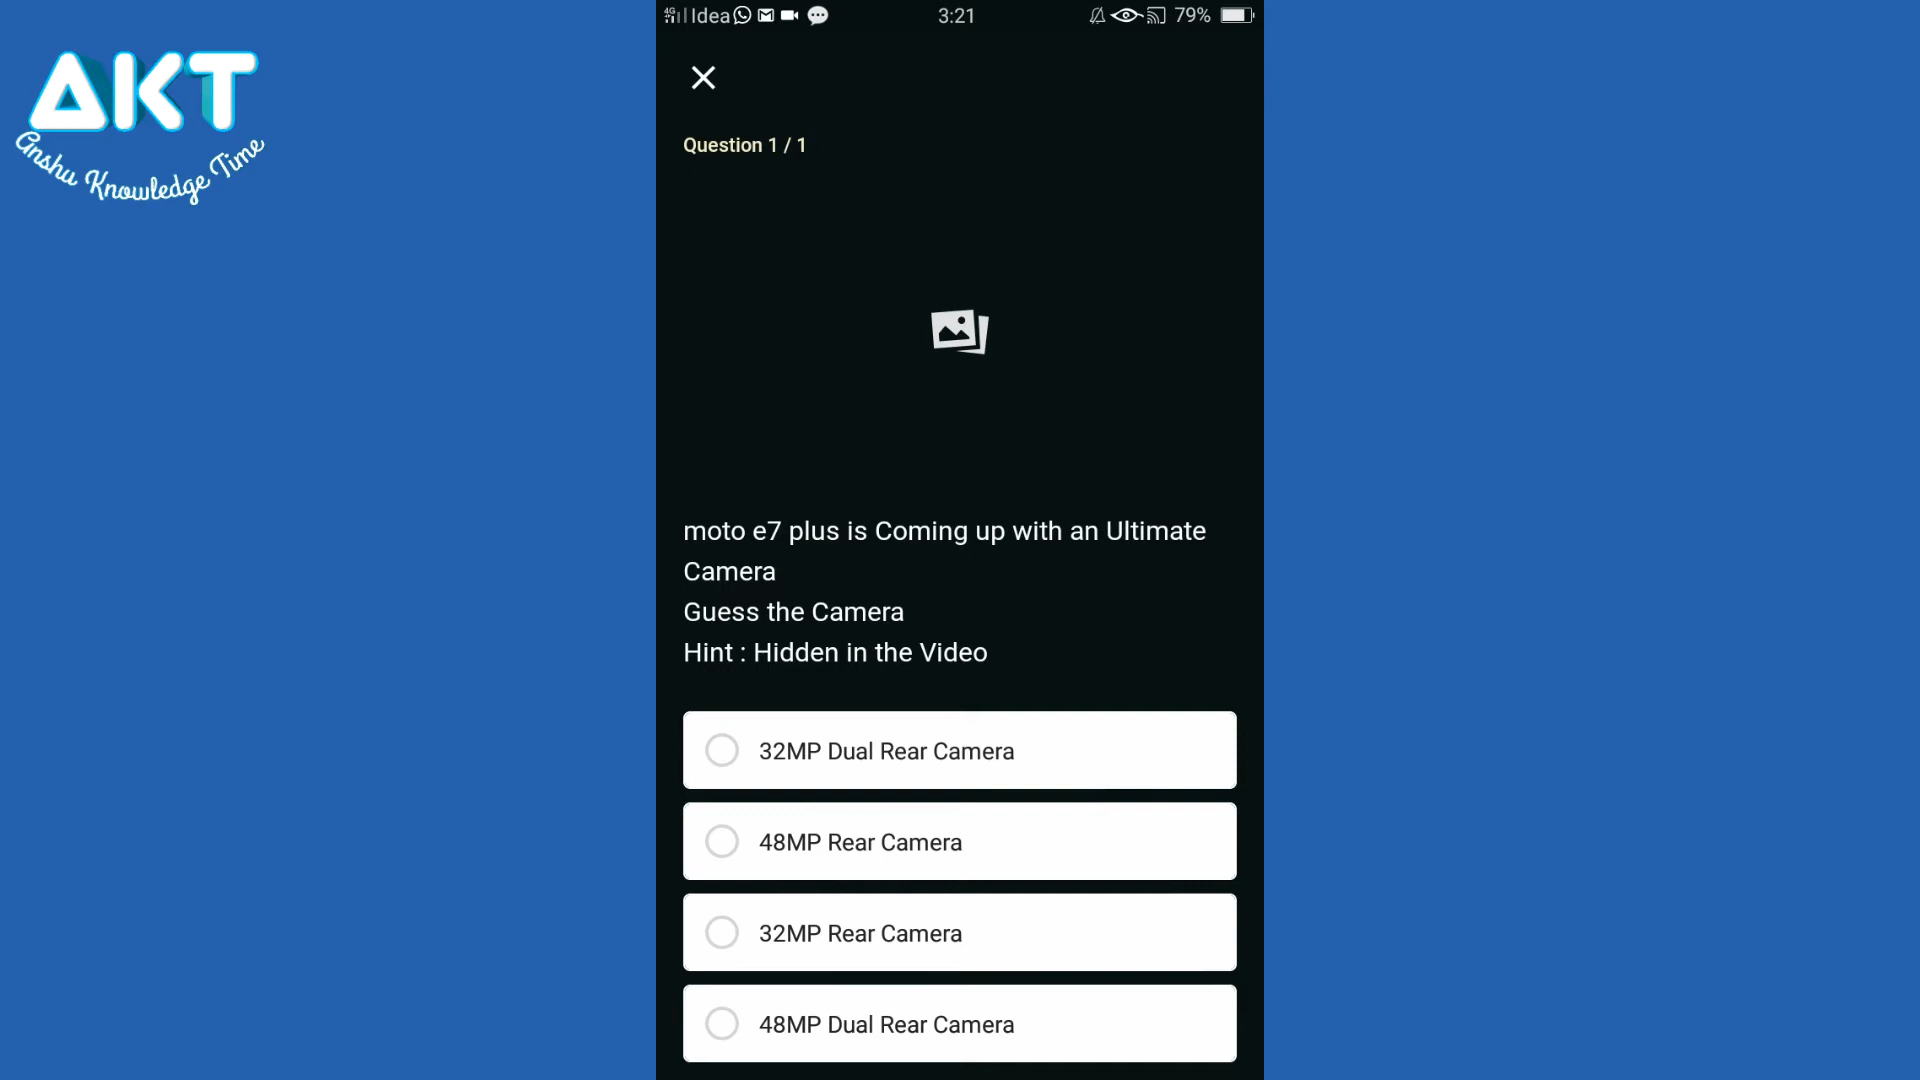 4G Idea 3:21 79%
AKT
Anshu Knowledge Time
Question 1 / 1
moto e7 plus is Coming up with an Ultimate
Camera
Guess the Camera
Hint : Hidden in the Video
32MP Dual Rear Camera
48MP Rear Camera
32MP Rear Camera
48MP Dual Rear Camera